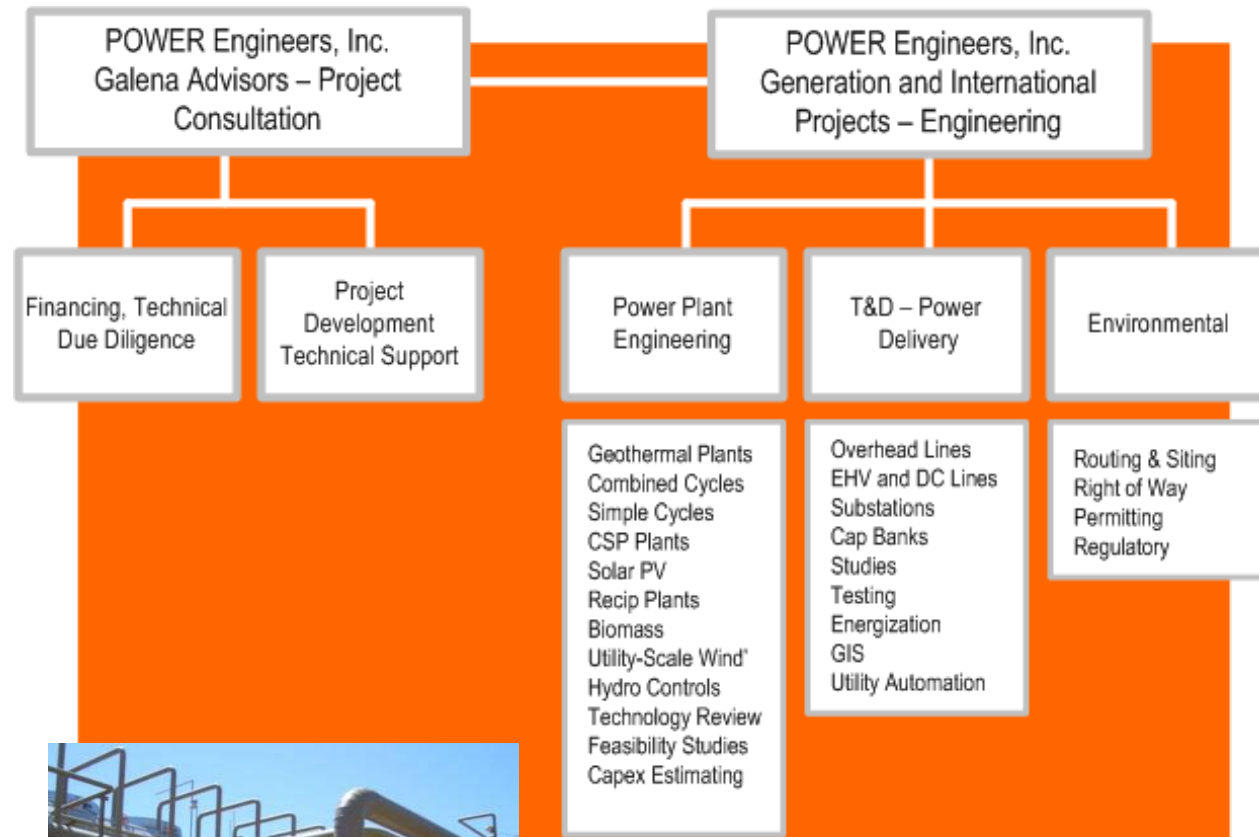 POWER Engineers, Inc.
Galena Advisors – Project
Consultation
POWER Engineers, Inc.
Generation and International
Projects – Engineering
Financing, Technical
Due Diligence
Project
Development
Technical Support
Power Plant
Engineering
T&D – Power
Delivery
Environmental
Geothermal Plants
Combined Cycles
Simple Cycles
CSP Plants
Solar PV
Recip Plants
Biomass
Utility-Scale Wind*
Hydro Controls
Technology Review
Feasibility Studies
Capex Estimating
Overhead Lines
EHV and DC Lines
Substations
Cap Banks
Studies
Testing
Energization
GIS
Utility Automation
Routing & Siting
Right of Way
Permitting
Regulatory